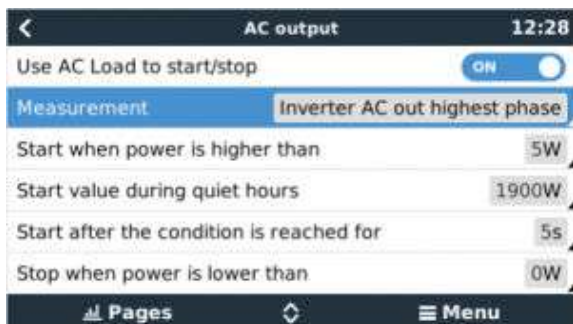 AC output 12:28
Use AC Load to start/stop ON
Measurement Inverter AC out highest phase
Start when power is higher than 5W
Start value during quiet hours 1900W
Start after the condition is reached for 5s
Stop when power is lower than 0W
Pages Menu